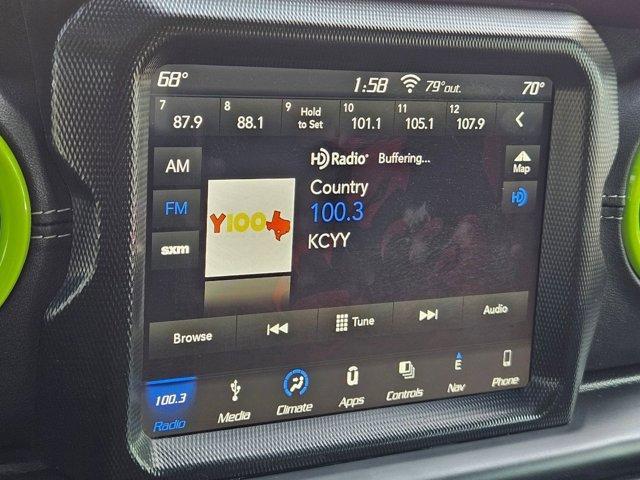 68° 1:58 79°out. 70°
7 8 9 Hold 10 11 12
87.9 88.1 to Set 101.1 105.1 107.9
AM HD Radio Buffering... Map
Country
FM Y100 100.3 HD
KCYY
sxm
Browse Tune Audio
100.3 E
Radio Media Climate Apps Controls Nav Phone